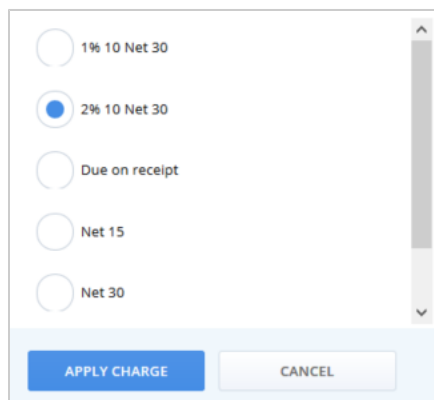 1% 10 Net 30
2% 10 Net 30
Due on receipt
Net 15
Net 30
APPLY CHARGE CANCEL